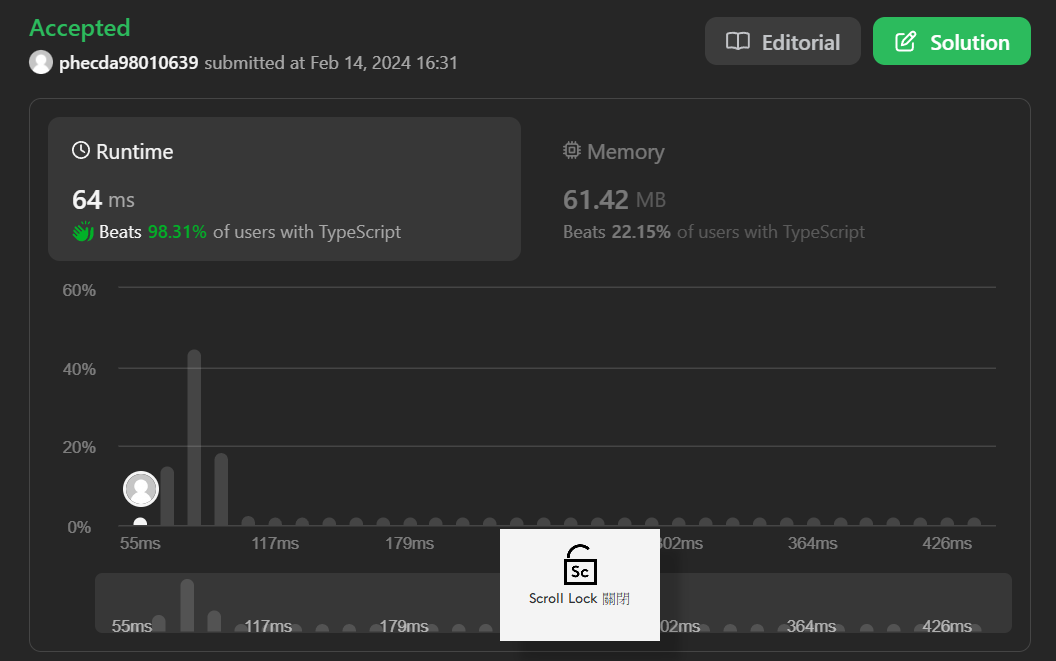 Accepted
Editorial
Solution
phecda98010639 submitted at Feb 14, 2024 16:31
Runtime
Memory
64 ms
61.42 MB
Beats 98.31% of users with TypeScript
Beats 22.15% of users with TypeScript
60%
40%
20%
0%
55ms 117ms 179ms 02ms 364ms 426ms
Sc
Scroll Lock 關閉
55ms 117ms 179ms 02ms 364ms 426ms